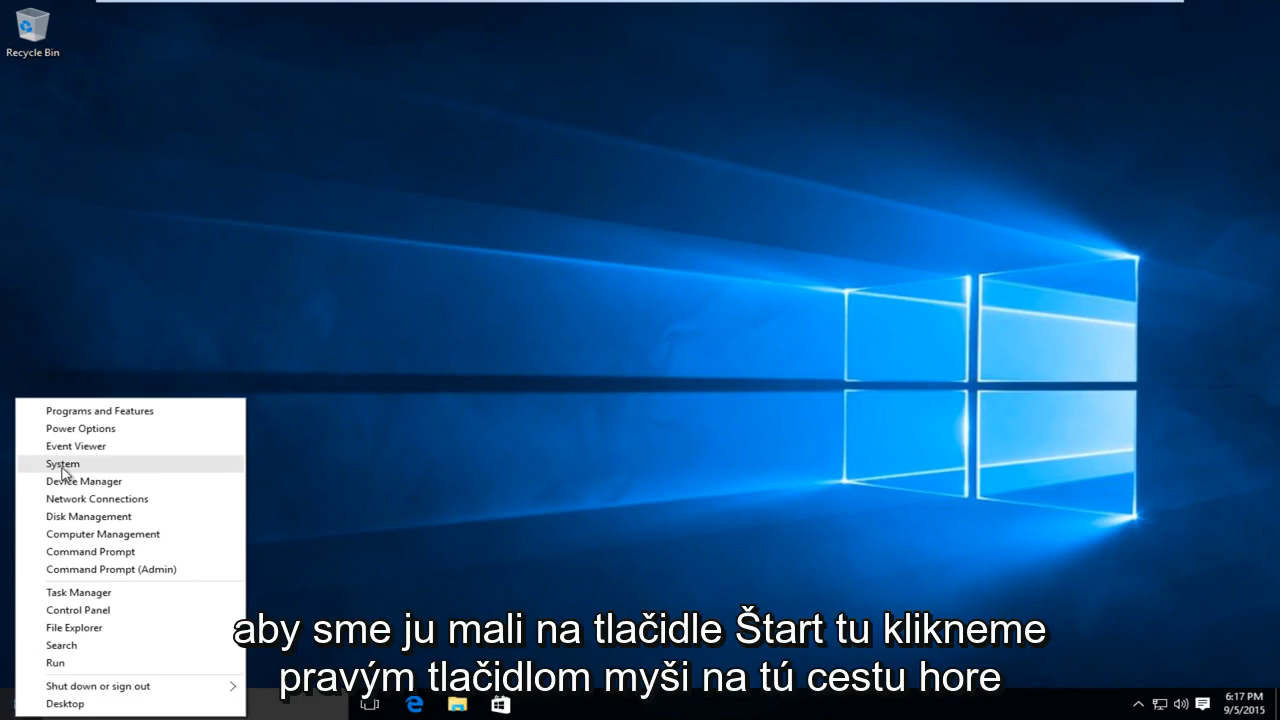 Recycle Bin
Programs and Features
Power Options
Event Viewer
System
Device Manager
Network Connections
Disk Management
Computer Management
Command Prompt
Command Prompt (Admin)
Task Manager
Control Panel
File Explorer
Search
Run
Shut down or sign out
Desktop
aby sme ju mali na tlačidle Štart tu klikneme
pravým tlačidlom myši na tú cestu hore
6:17 PM
9/5/2015